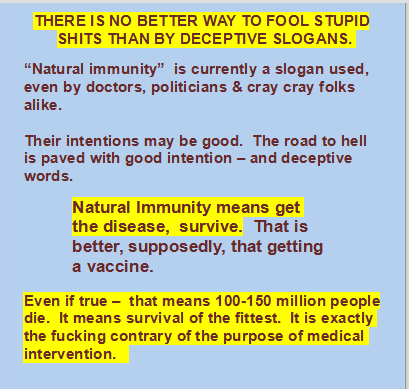 THERE IS NO BETTER WAY TO FOOL STUPID
SHITS THAN BY DECEPTIVE SLOGANS.
“Natural immunity”  is currently a slogan used,
even by doctors, politicians & cray cray folks
alike.
Their intentions may be good.  The road to hell
is paved with good intention – and deceptive
words.
Natural Immunity means get
the disease,  survive.  That is
better, supposedly, that getting
a vaccine.
Even if true –  that means 100-150 million people
die.  It means survival of the fittest.  It is exactly
the fucking contrary of the purpose of medical
intervention.